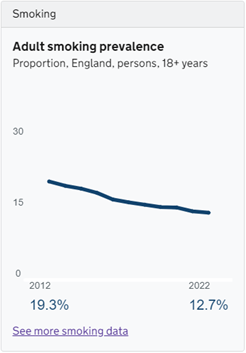 Smoking
Adult smoking prevalence
Proportion, England, persons, 18+ years
30
15
0
2012 2022
19.3% 12.7%
See more smoking data